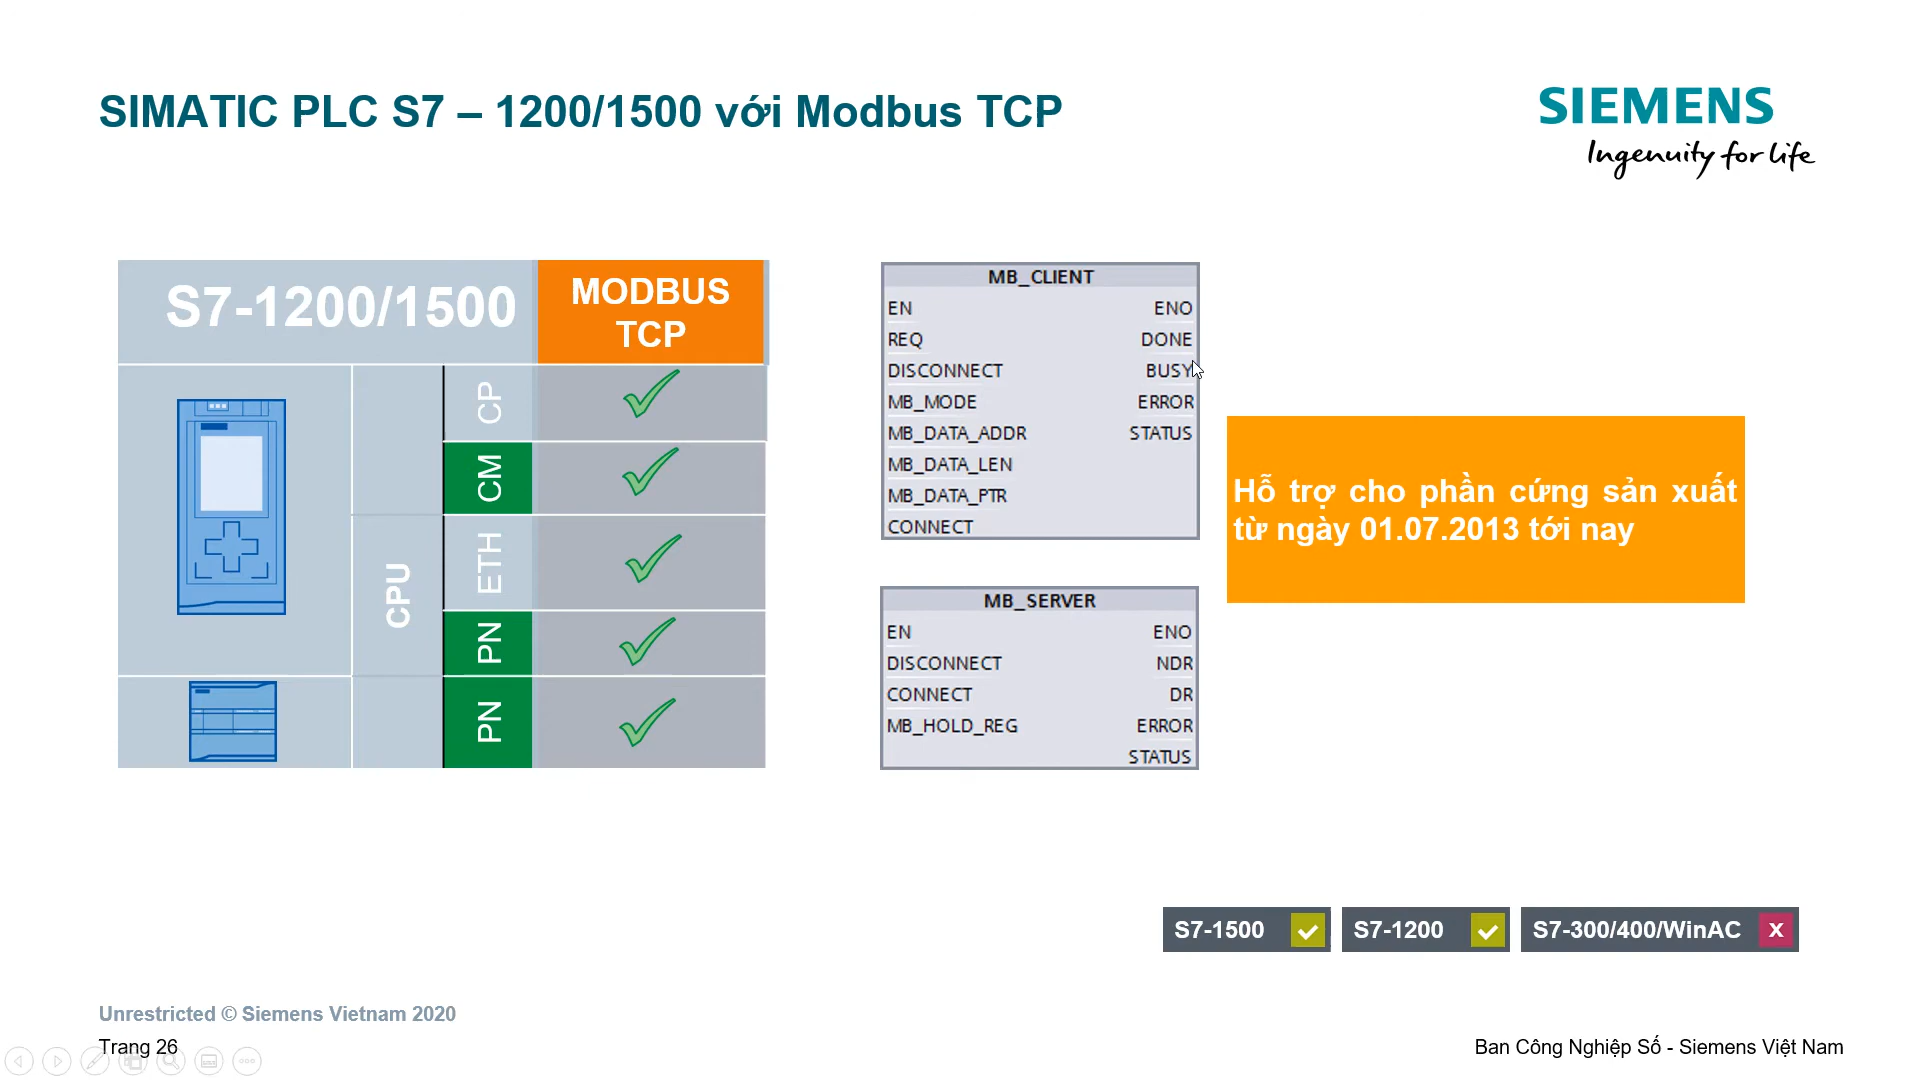 SIMATIC PLC S7 – 1200/1500 với Modbus TCP
SIEMENS
Ingenuity for life
S7-1200/1500
MODBUS
TCP
CP
CM
ETH
PN
CPU
PN
MB_CLIENT
EN ENO
REQ DONE
DISCONNECT BUSY
MB_MODE ERROR
MB_DATA_ADDR STATUS
MB_DATA_LEN
MB_DATA_PTR
CONNECT
MB_SERVER
EN ENO
DISCONNECT NDR
CONNECT DR
MB_HOLD_REG ERROR
STATUS
Hỗ trợ cho phần cứng sản xuất
từ ngày 01.07.2013 tới nay
S7-1500
S7-1200
S7-300/400/WinAC X
Unrestricted © Siemens Vietnam 2020
Trang 26
Ban Công Nghiệp Số - Siemens Việt Nam